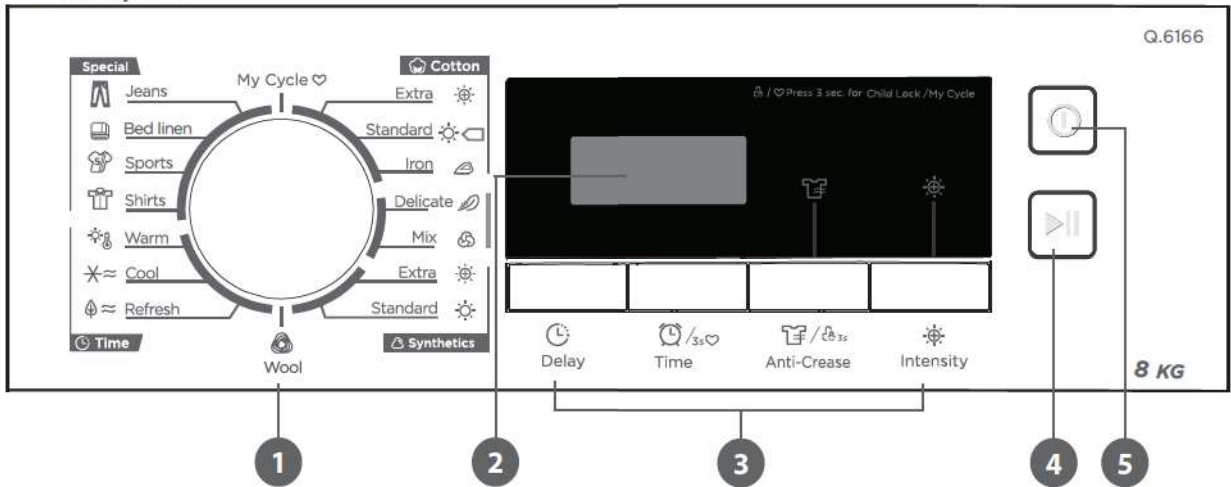 Q.6166
Special
My Cycle
Cotton
Jeans
Bed linen
Sports
Shirts
Warm
Cool
Refresh
Time
Extra
Standard
Iron
Delicate
Mix
Extra
Standard
Synthetics
Wool
/ Press 3 sec. for Child Lock /My Cycle
Delay
/3s
Time
/ 3s
Anti-Crease
Intensity
8 KG
1
2
3
4
5